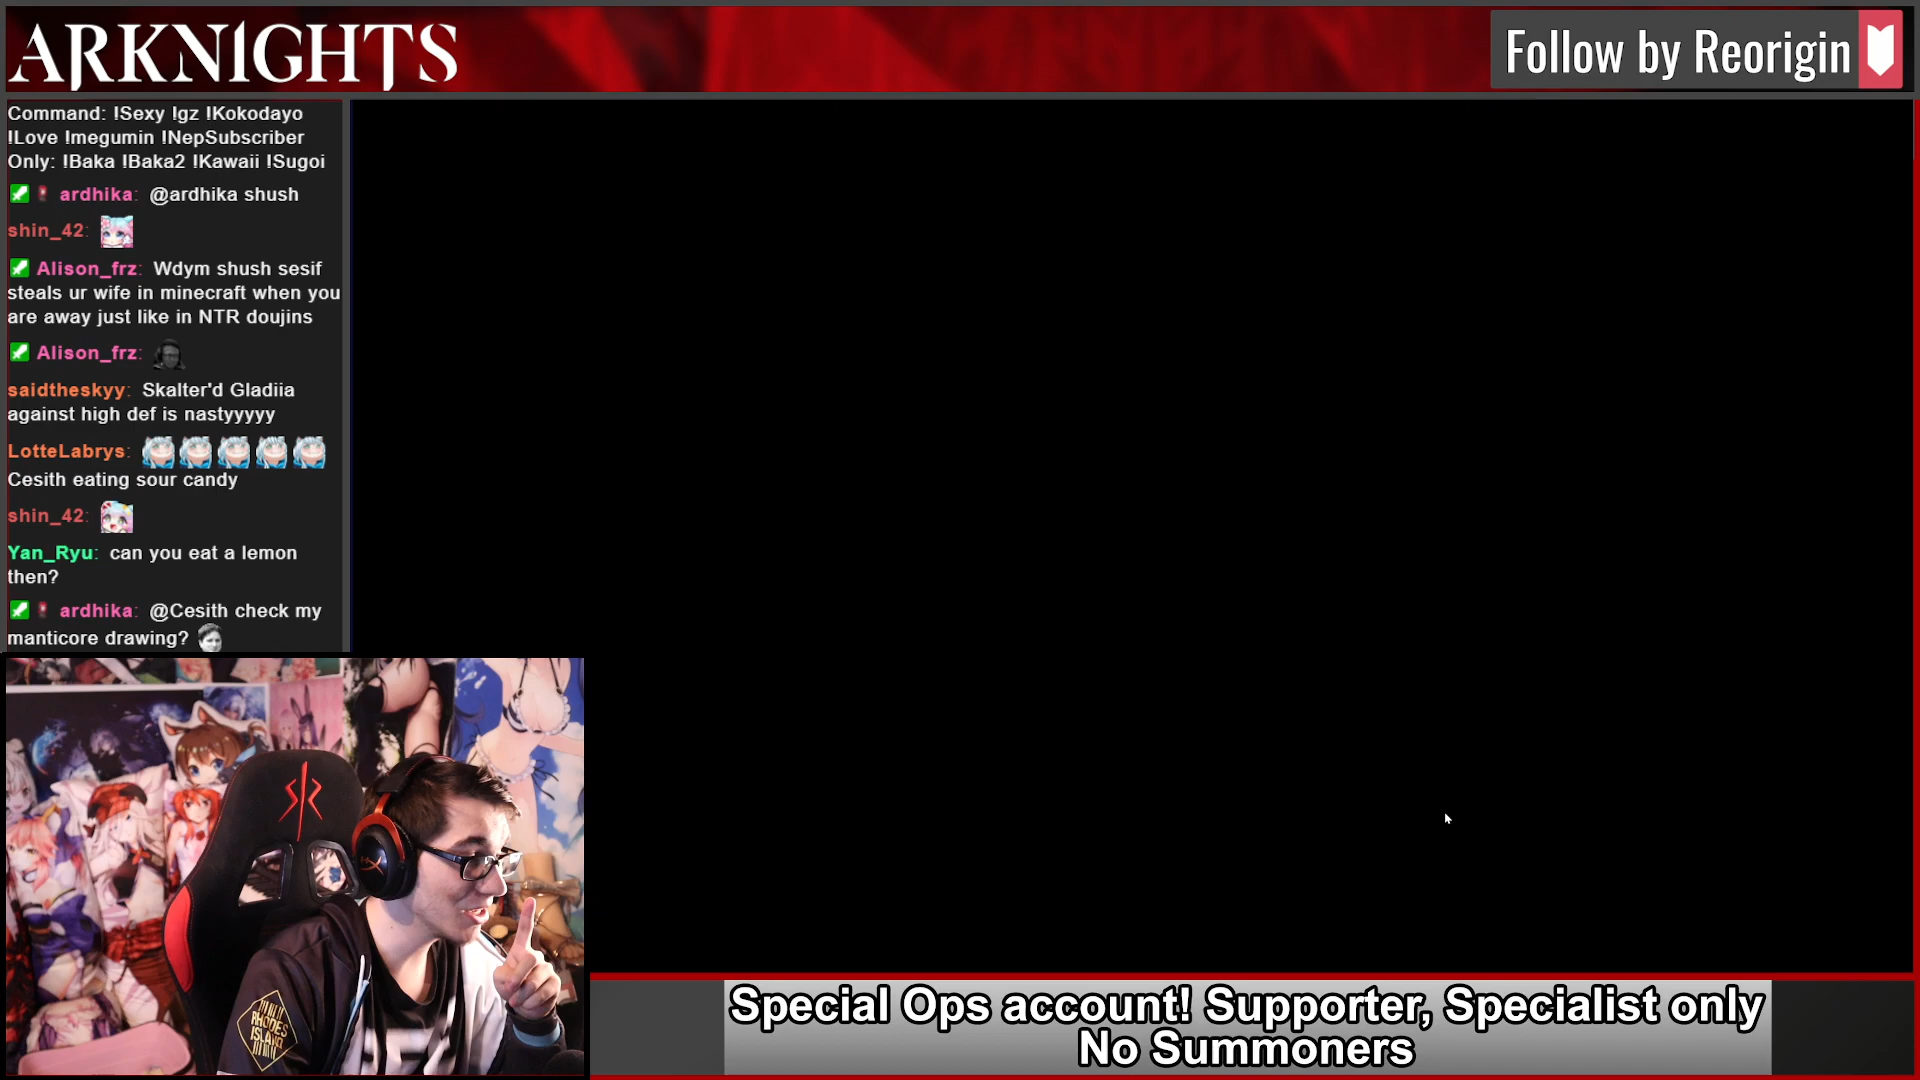 ARKNIGHTS
Follow by Reorigin
Command: !Sexy !gz !Kokodayo
!Love !megumin !NepSubscriber
Only: !Baka !Baka2 !Kawaii !Sugoi
ardhika: @ardhika shush
shin_42:
Alison_frz: Wdym shush sesif
steals ur wife in minecraft when you
are away just like in NTR doujins
Alison_frz:
saidtheskyy: Skalter'd Gladiia
against high def is nastyyyyy
LotteLabrys:
Cesith eating sour candy
shin_42:
Yan_Ryu: can you eat a lemon
then?
ardhika: @Cesith check my
manticore drawing?
RHODES
ISLAND
Special Ops account! Supporter, Specialist only
No Summoners